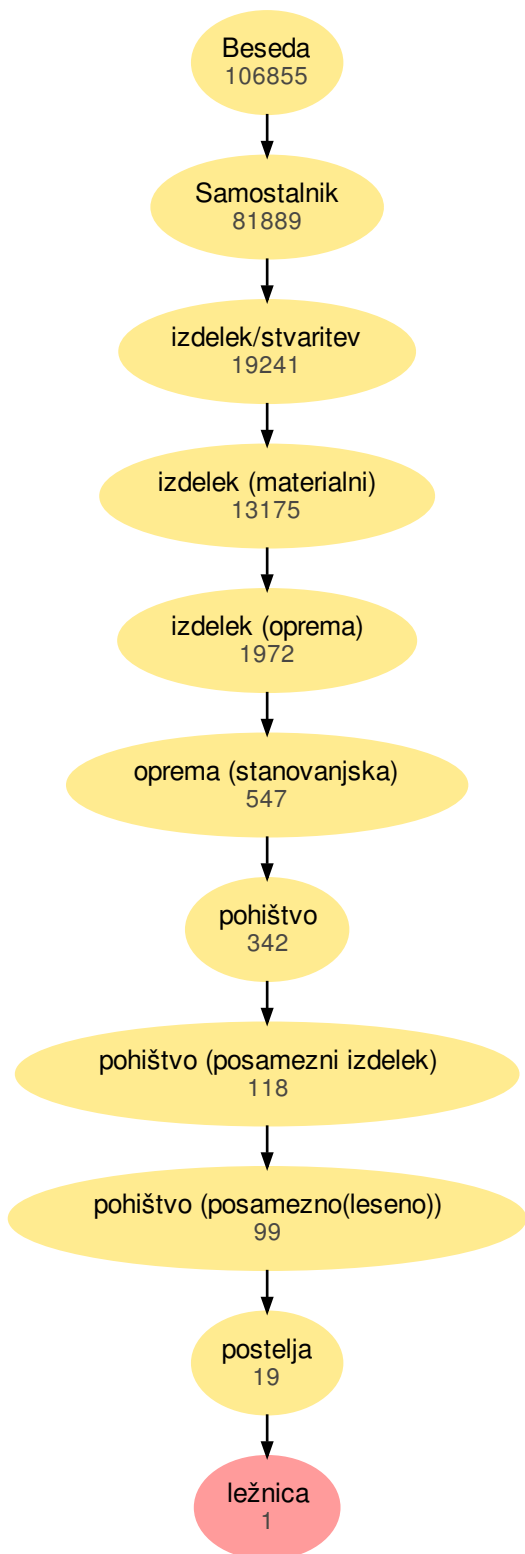 Beseda
106855
Samostalnik
81889
izdelek/stvaritev
19241
izdelek (materialni)
13175
izdelek (oprema)
1972
oprema (stanovanjska)
547
pohištvo
342
pohištvo (posamezni izdelek)
118
pohištvo (posamezno(leseno))
99
postelja
19
ležnica
1